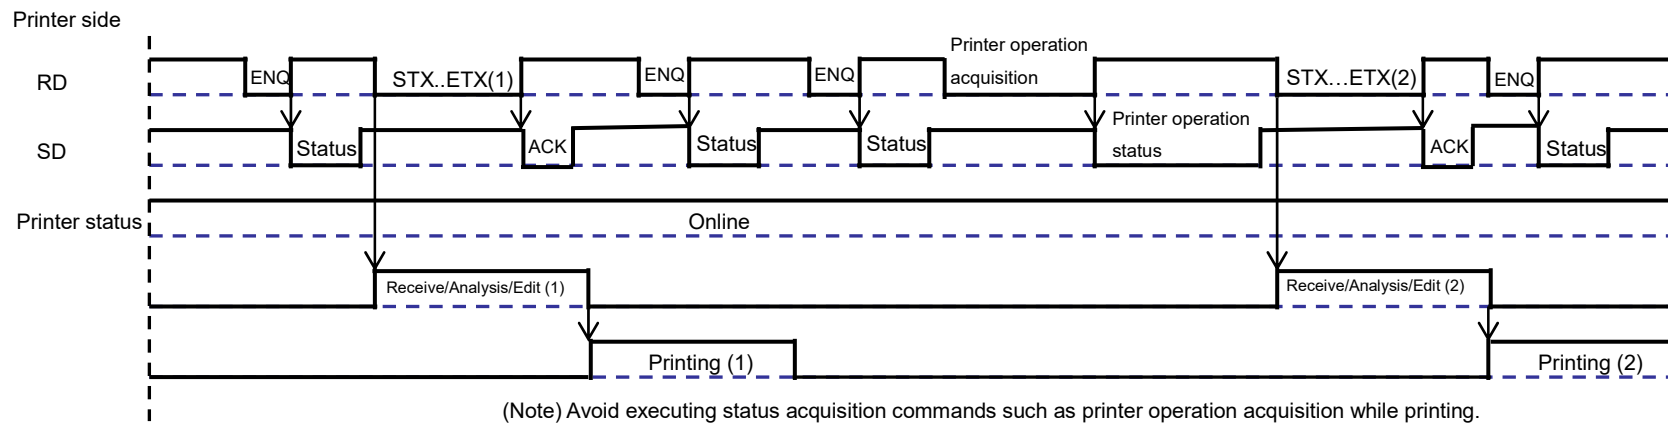 Printer side
Printer operation
acquisition
RD
ENQ
STX..ETX(1)
ENQ
ENQ
STX…ETX(2)
ENQ
Printer operation
status
SD
Status
ACK
Status
Status
ACK
Status
Printer status
Online
Receive/Analysis/Edit (1)
Receive/Analysis/Edit (2)
Printing (1)
Printing (2)
(Note) Avoid executing status acquisition commands such as printer operation acquisition while printing.